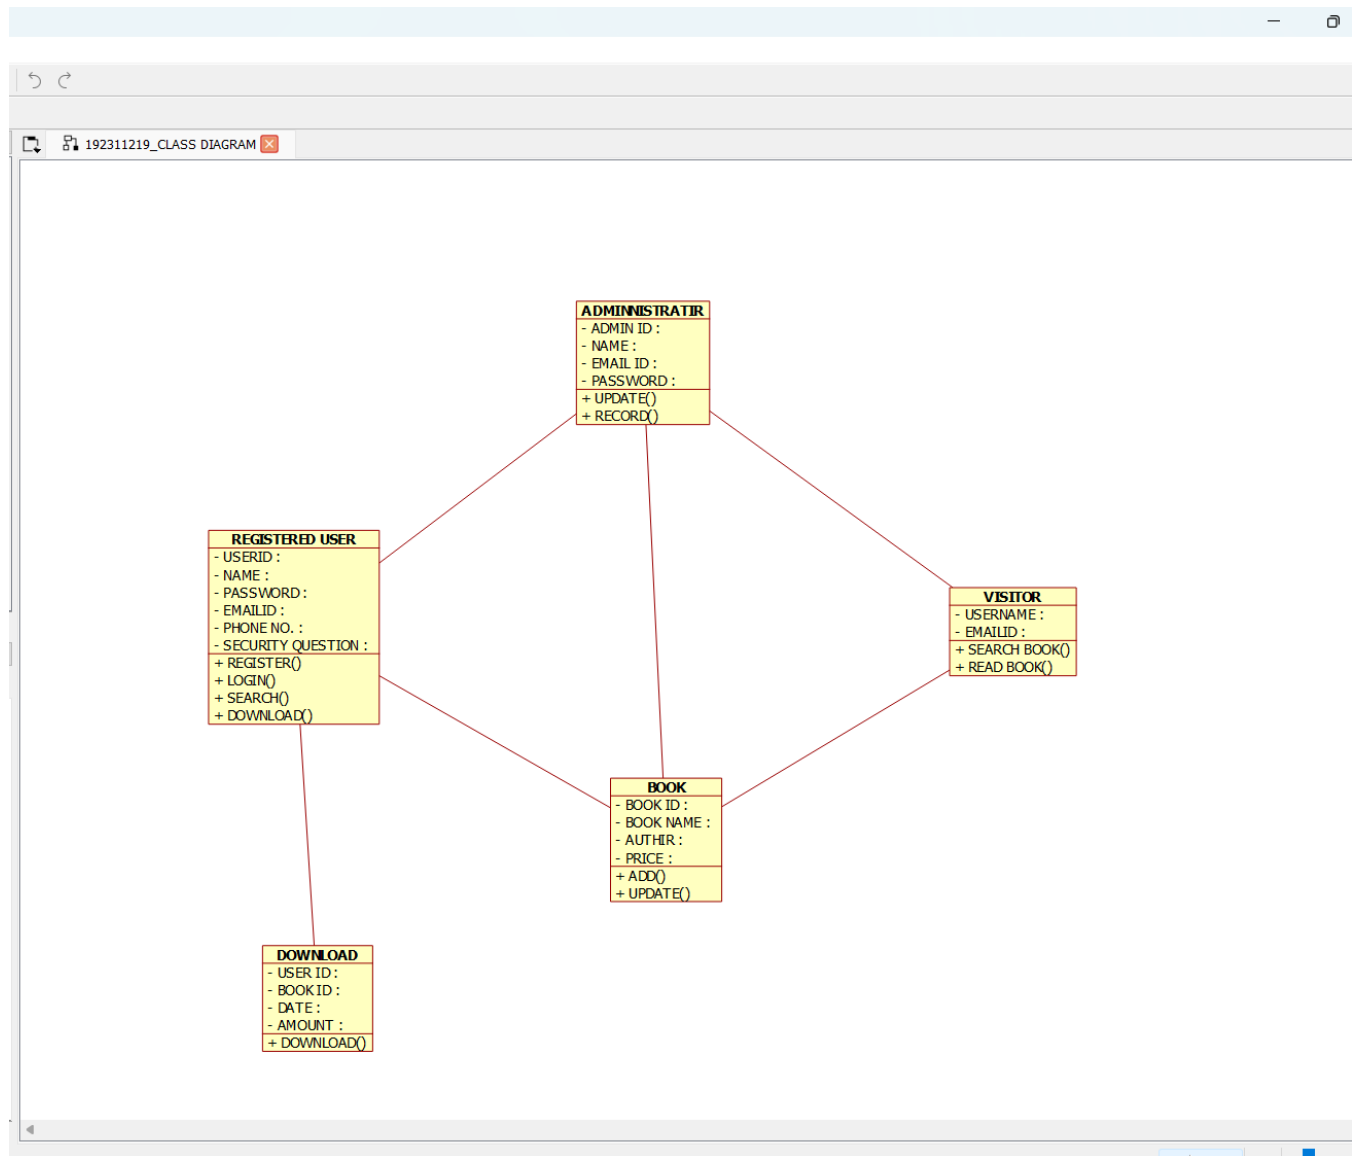 192311219_CLASS DIAGRAM
ADMINNISTRATIR
- ADMIN ID :
- NAME :
- EMAIL ID :
- PASSWORD :
+ UPDATE()
+ RECORD()
REGISTERED USER
- USERID :
- NAME :
- PASSWORD :
- EMAILID :
- PHONE NO. :
- SECURITY QUESTION :
+ REGISTER()
+ LOGIN()
+ SEARCH()
+ DOWNLOAD()
VISITOR
- USERNAME :
- EMAILID :
+ SEARCH BOOK()
+ READ BOOK()
BOOK
- BOOK ID :
- BOOK NAME :
- AUTHIR :
- PRICE :
+ ADD()
+ UPDATE()
DOWNLOAD
- USER ID :
- BOOK ID :
- DATE :
- AMOUNT :
+ DOWNLOAD()